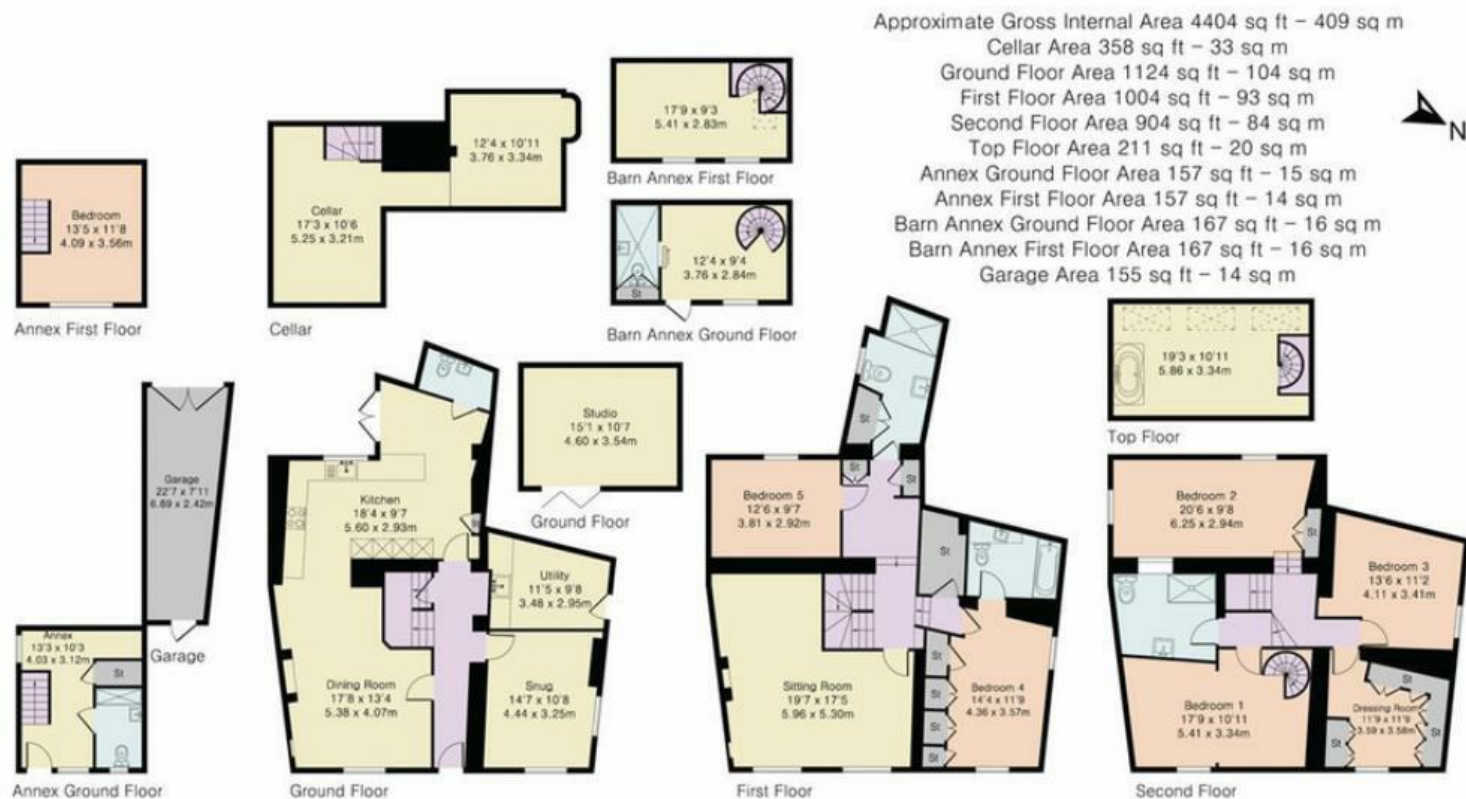 Approximate Gross Internal Area 4404 sq ft - 409 sq m
Cellar Area 358 sq ft - 33 sq m
Ground Floor Area 1124 sq ft - 104 sq m
First Floor Area 1004 sq ft - 93 sq m
Second Floor Area 904 sq ft - 84 sq m
Top Floor Area 211 sq ft - 20 sq m
Annex Ground Floor Area 157 sq ft - 15 sq m
Annex First Floor Area 157 sq ft - 14 sq m
Barn Annex Ground Floor Area 167 sq ft - 16 sq m
Barn Annex First Floor Area 167 sq ft - 16 sq m
Garage Area 155 sq ft - 14 sq m
N
Bedroom
13'5 x 11'8
4.09 x 3.56m
Annex First Floor
12'4 x 10'11
3.76 x 3.34m
Cellar
17'3 x 10'6
5.25 x 3.21m
Cellar
17'9 x 9'3
5.41 x 2.83m
Barn Annex First Floor
12'4 x 9'4
3.76 x 2.84m
St
Barn Annex Ground Floor
19'3 x 10'11
5.86 x 3.34m
Top Floor
Garage
22'7 x 7'11
6.89 x 2.42m
Garage
Annex
13'3 x 10'3
4.03 x 3.12m
St
Annex Ground Floor
Kitchen
18'4 x 9'7
5.60 x 2.93m
Utility
11'5 x 9'8
3.48 x 2.95m
Dining Room
17'8 x 13'4
5.38 x 4.07m
Snug
14'7 x 10'8
4.44 x 3.25m
Ground Floor
Studio
15'1 x 10'7
4.60 x 3.54m
Ground Floor
St
St
St
Bedroom 5
12'6 x 9'7
3.81 x 2.92m
St
Sitting Room
19'7 x 17'5
5.96 x 5.30m
St
St
St
St
Bedroom 4
14'4 x 11'9
4.36 x 3.57m
First Floor
Bedroom 2
20'6 x 9'8
6.25 x 2.94m
St
Bedroom 3
13'6 x 11'2
4.11 x 3.41m
Bedroom 1
17'9 x 10'11
5.41 x 3.34m
St
Dressing Room
11'9 x 11'9
3.59 x 3.58m
St
St
Second Floor